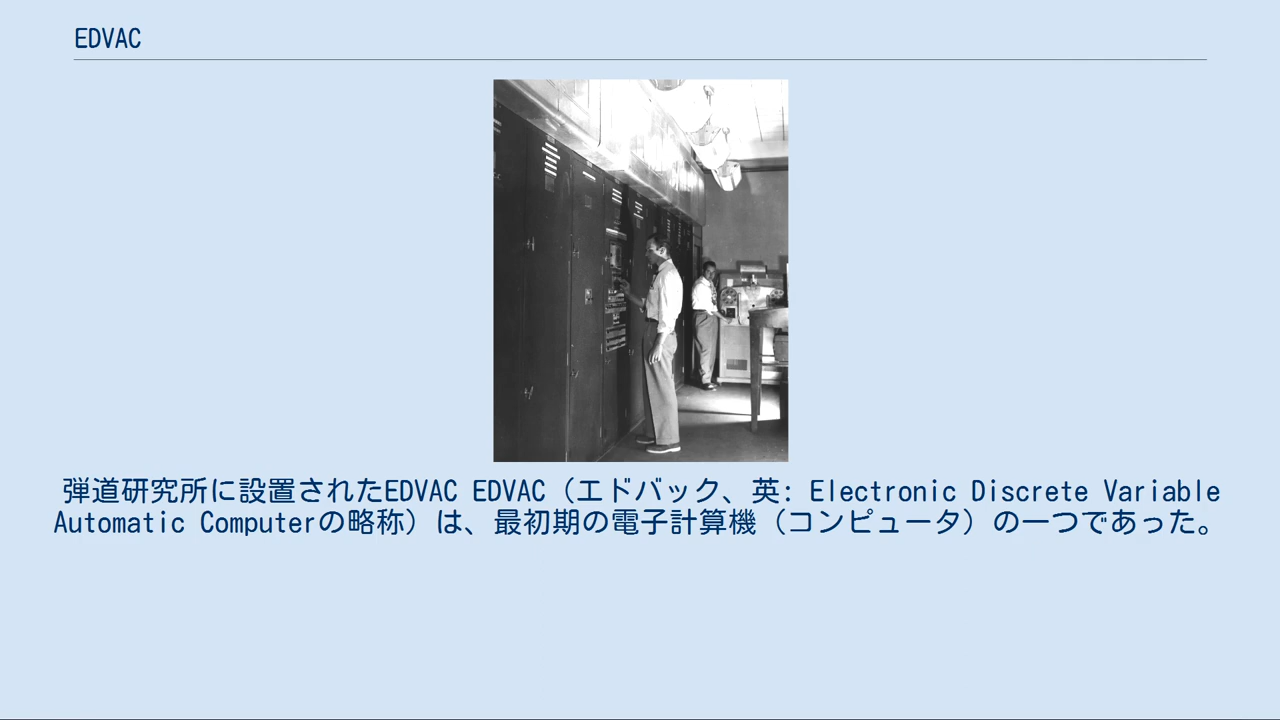 EDVAC
弾道研究所に設置されたEDVAC EDVAC（エドバック、英: Electronic Discrete Variable
Automatic Computerの略称）は、最初期の電子計算機（コンピュータ）の一つであった。